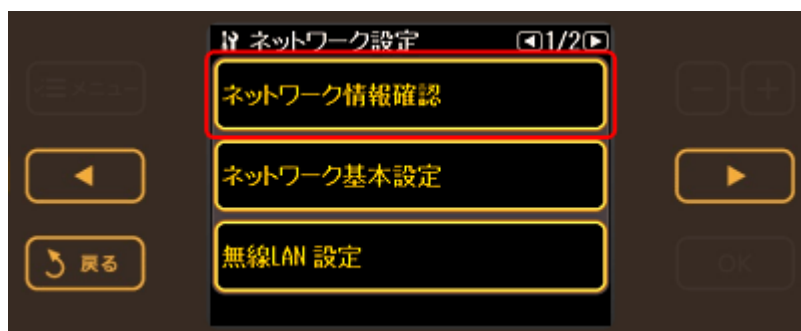 ネットワーク設定 ◀1/2▶
ネットワーク情報確認
メニュー
ネットワーク基本設定
無線LAN 設定
戻る
OK